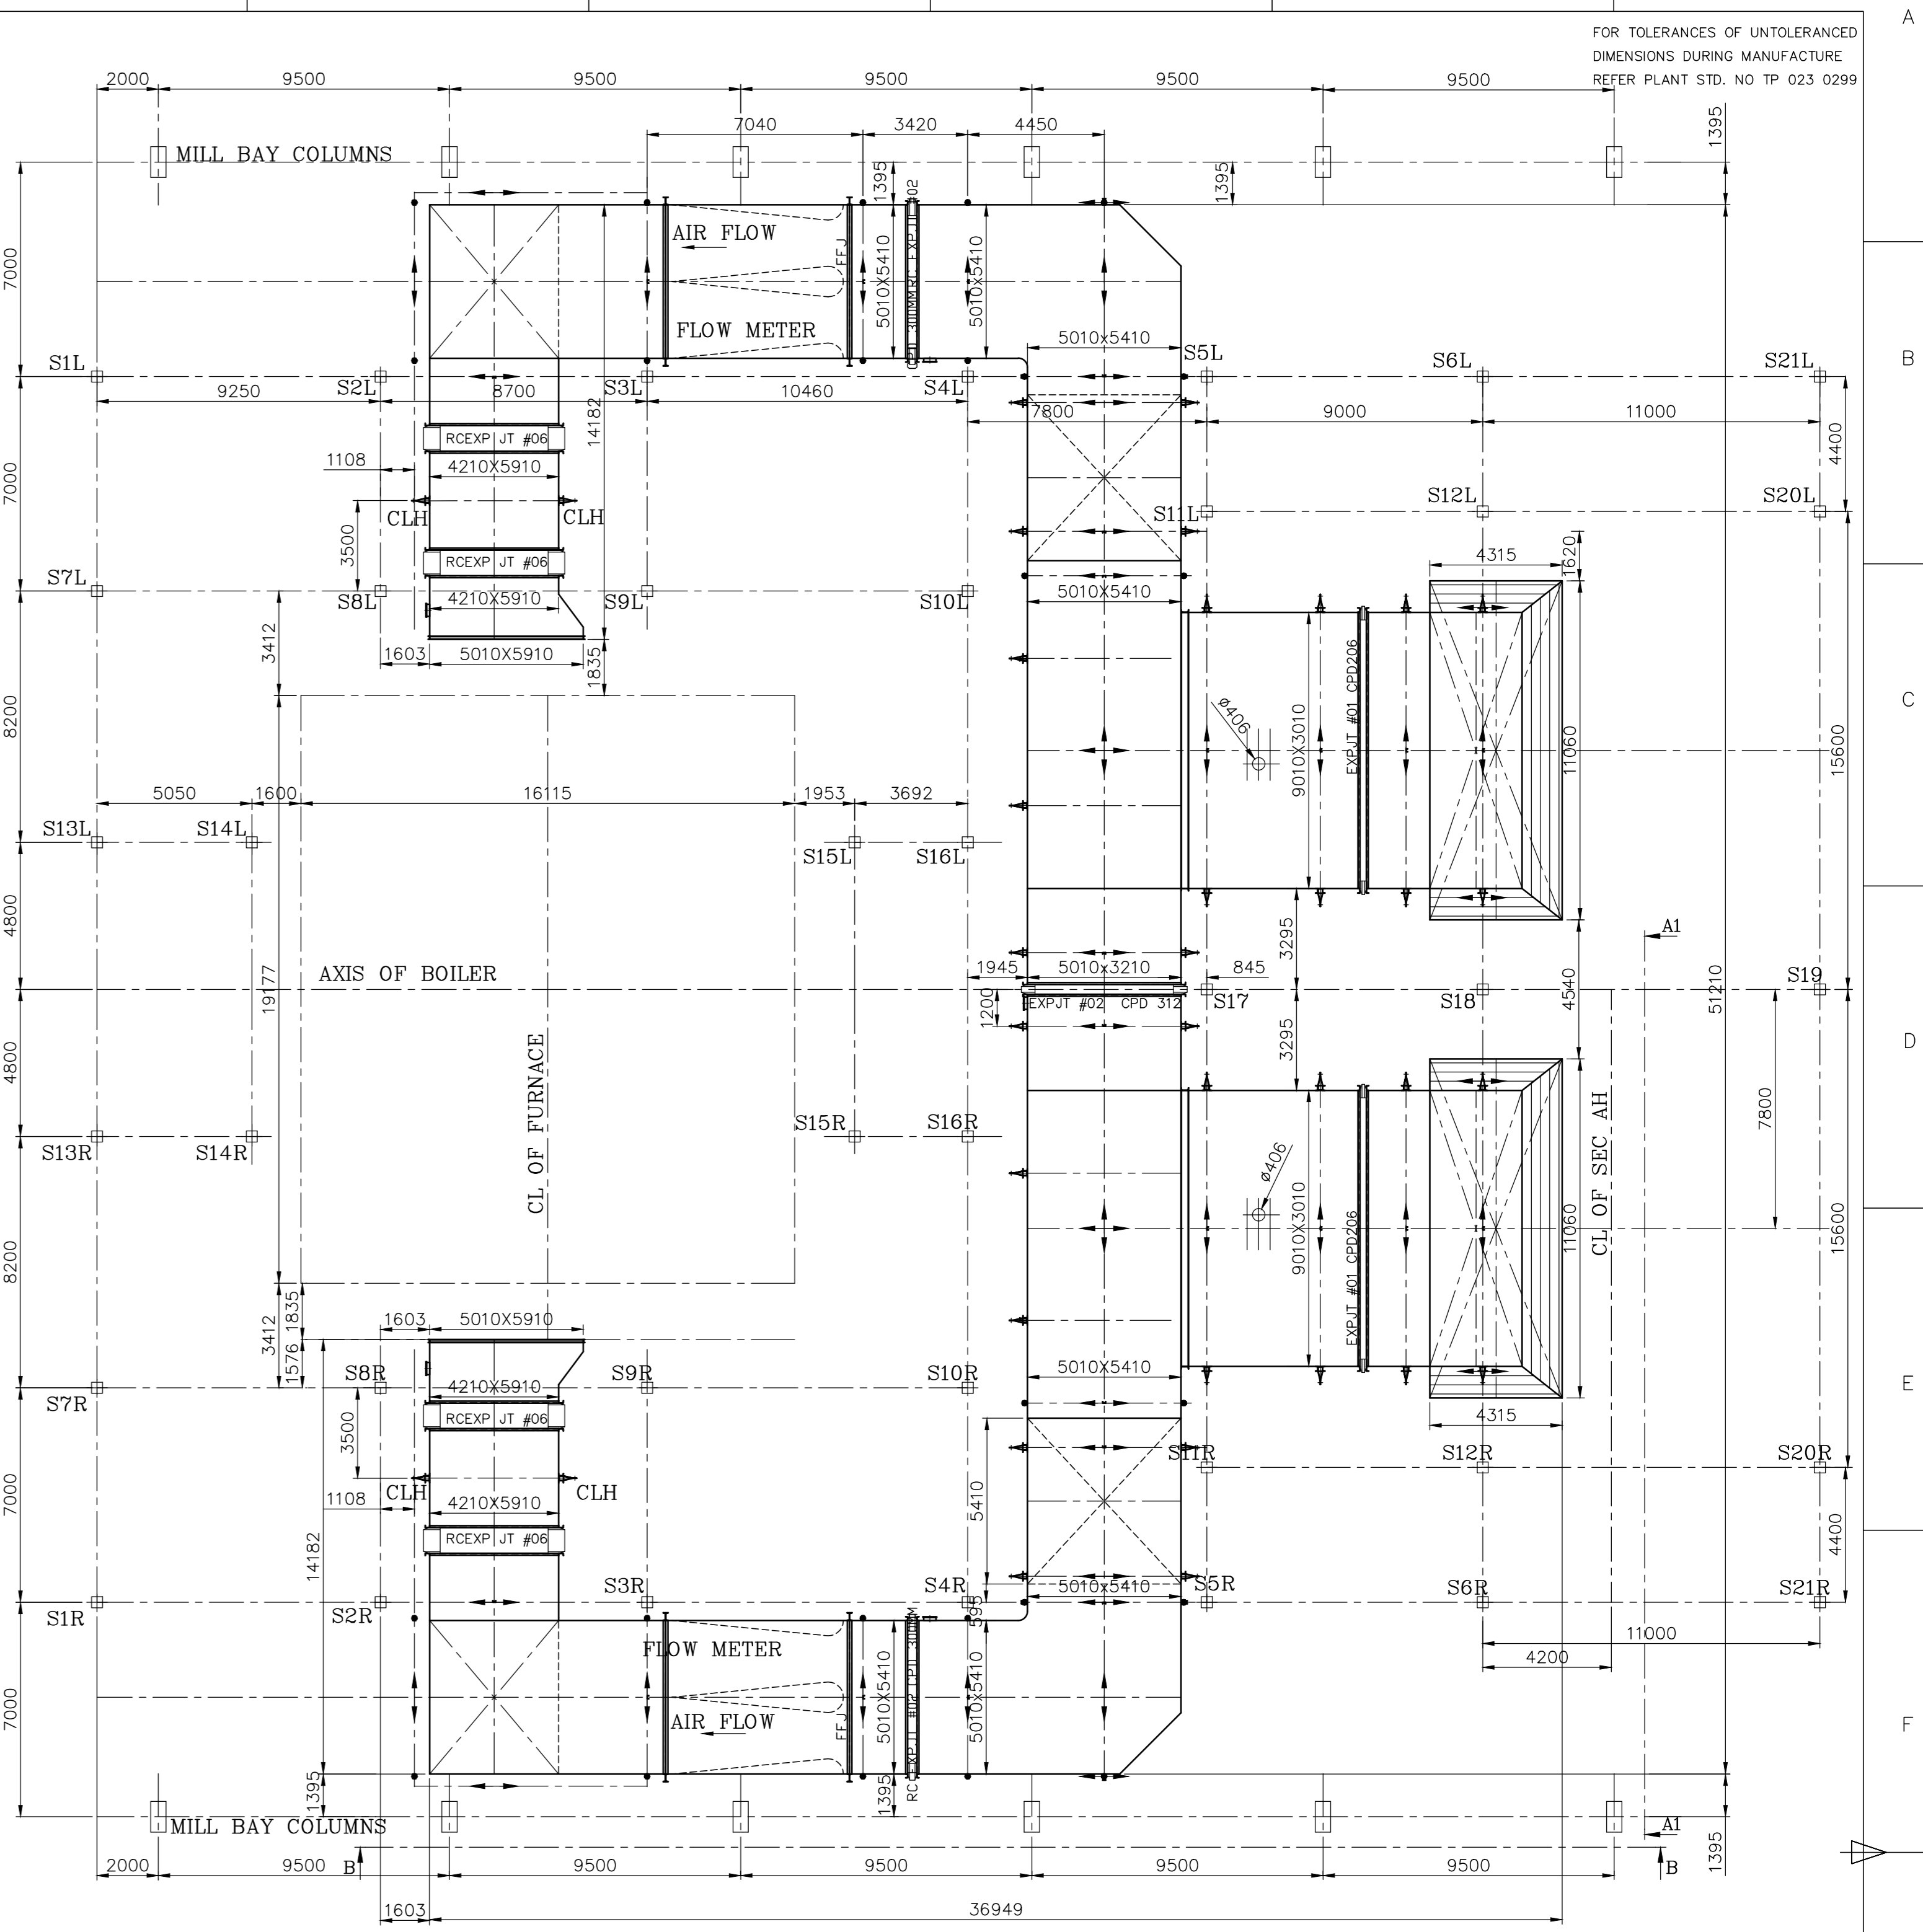 A
FOR TOLERANCES OF UNTOLERANCED
DIMENSIONS DURING MANUFACTURE
REFER PLANT STD. NO TP 023 0299
2000 9500 9500 9500 9500 9500
7040 3420 4450
1395
MILL BAY COLUMNS
1395 1395
7000
AIR FLOW
FFJ
5010X5410
5010X5410
FLOW METER
5010x5410
B
S1L S2L S3L S4L S5L S6L S21L
9250 8700 10460
7800 9000 11000
14182
4400
RCEXP JT #06
1108
4210X5910
7000
CLH CLH
3500
S11L S12L S20L
RCEXP JT #06
4315
1620
S7L S8L S9L S10L
4210X5910
5010X5410
3412
1603 5010X5910
1835
8200
C
ø406
9010X3010
EXPJT #01 CPD206
11060
15600
5050 1600 16115 1953 3692
S13L S14L S15L S16L
4800
19177
AXIS OF BOILER
3295
A1
1945 5010x3210 845
S17 S18 S19
EXPJT #02 CPD 312
1200
4540
51210
3295
D
4800
CL OF FURNACE
CL OF SEC AH
7800
S13R S14R S15R S16R
ø406
9010X3010
EXPJT #01 CPD206
11060
15600
8200
3412
1835
1576
1603 5010X5910
S7R S8R S9R S10R
5010X5410
4210X5910
E
4315
RCEXP JT #06
3500
S11R S12R S20R
CLH CLH
1108
4210X5910
7000
5410
RCEXP JT #06
14182
4400
S1R S2R S3R S4R S5R S6R S21R
5010x5410
595
11000
4200
FLOW METER
5010X5410
5010X5410
RC EXPJT #02 CPD 300MM
FFJ
AIR FLOW
7000
F
1395 1395
MILL BAY COLUMNS
A1
1395
2000 9500 9500 9500 9500 9500
B B
1603 36949